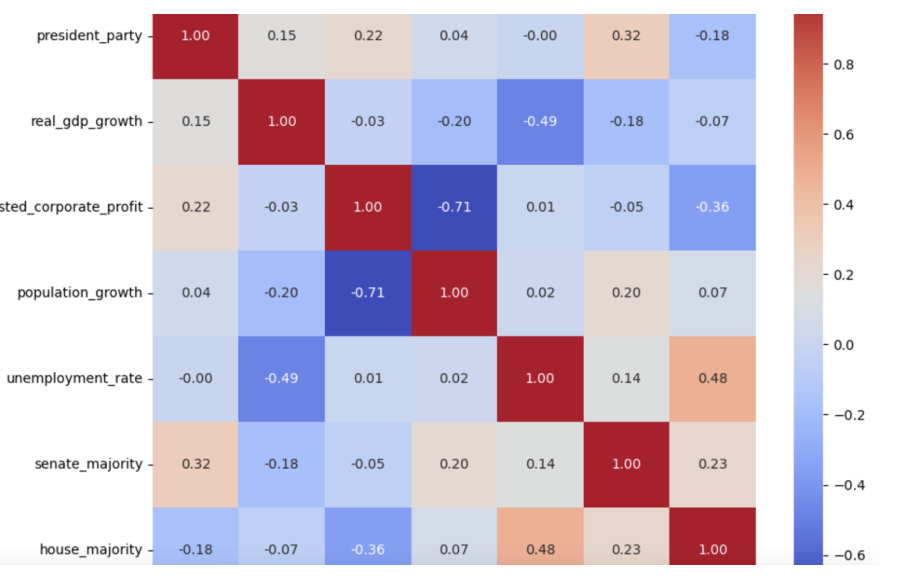 president_party 1.00 0.15 0.22 0.04 -0.00 0.32 -0.18
0.8
real_gdp_growth 0.15 1.00 -0.03 -0.20 -0.49 -0.18 -0.07
0.6
sted_corporate_profit 0.22 -0.03 1.00 -0.71 0.01 -0.05 -0.36
0.4
0.2
population_growth 0.04 -0.20 -0.71 1.00 0.02 0.20 0.07
0.0
unemployment_rate -0.00 -0.49 0.01 0.02 1.00 0.14 0.48
−0.2
senate_majority 0.32 -0.18 -0.05 0.20 0.14 1.00 0.23
−0.4
house_majority -0.18 -0.07 -0.36 0.07 0.48 0.23 1.00
−0.6